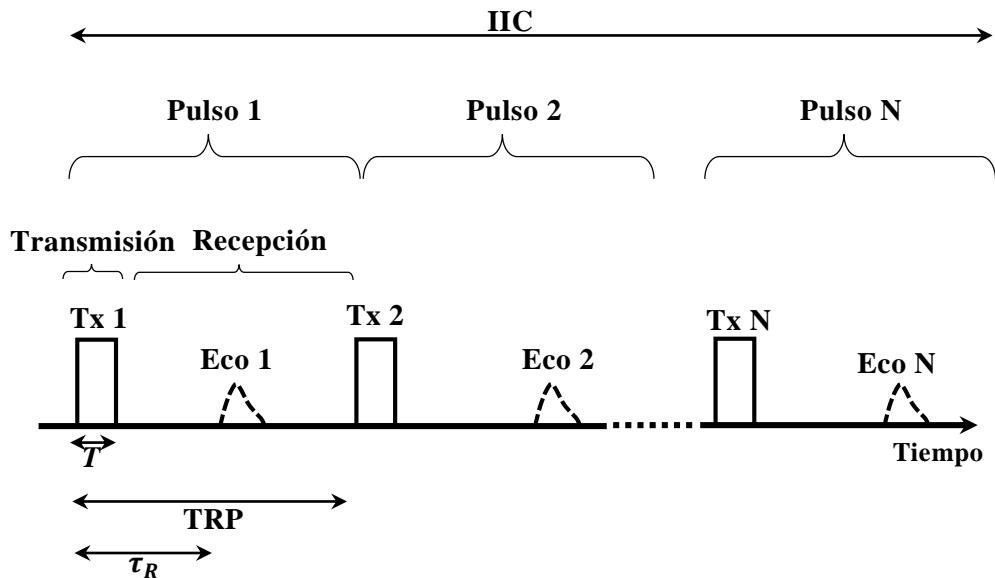 IIC
Pulso 1 Pulso 2 Pulso N
Transmisión Recepción
Tx 1 Tx 2 Tx N
Eco 1 Eco 2 Eco N
T
Tiempo
TRP
τ_R